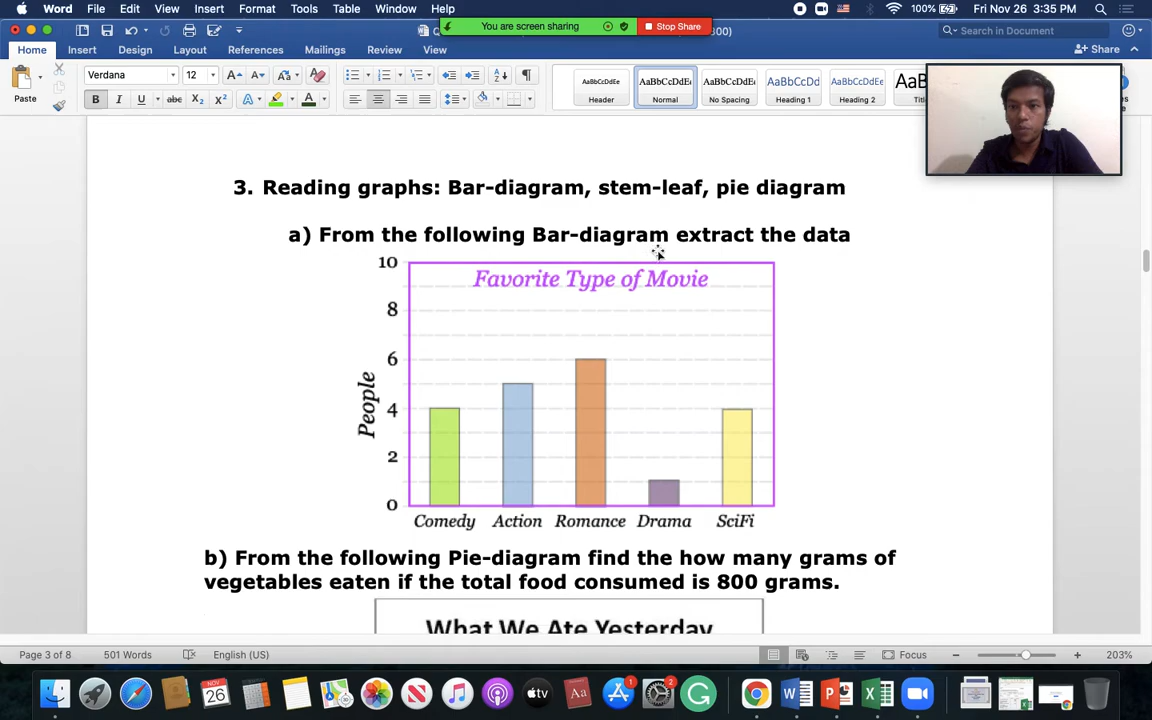 Word File Edit View Insert Format Tools Table Window Help 100% Fri Nov 26 3:35 PM
You are screen sharing Stop Share
Search in Document
Home Insert Design Layout References Mailings Review View Share
Paste
Verdana 12
AaBbCcDdEe AaBbCcDdEe AaBbCcDdEe AaBbCcDd AaBbCcDdEe
Header Normal No Spacing Heading 1 Heading 2
3. Reading graphs: Bar-diagram, stem-leaf, pie diagram
a) From the following Bar-diagram extract the data
Favorite Type of Movie
10
8
6
4
2
0
People
Comedy Action Romance Drama SciFi
b) From the following Pie-diagram find the how many grams of
vegetables eaten if the total food consumed is 800 grams.
What We Ate Yesterday
Page 3 of 8 501 Words English (US) Focus 203%
NOV
26